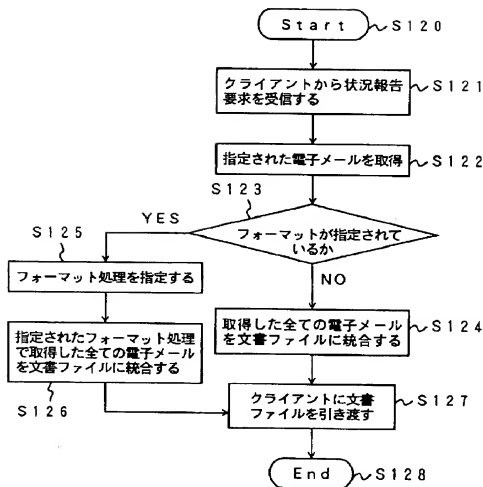 Start
S120
クライアントから状況報告
要求を受信する
S121
指定された電子メールを取得
S122
S123
フォーマットが指定されて
いるか
YES
NO
S125
フォーマット処理を指定する
取得した全ての電子メール
を文書ファイルに統合する
S124
指定されたフォーマット処理
で取得した全ての電子メール
を文書ファイルに統合する
S126
クライアントに文書
ファイルを引き渡す
S127
End
S128